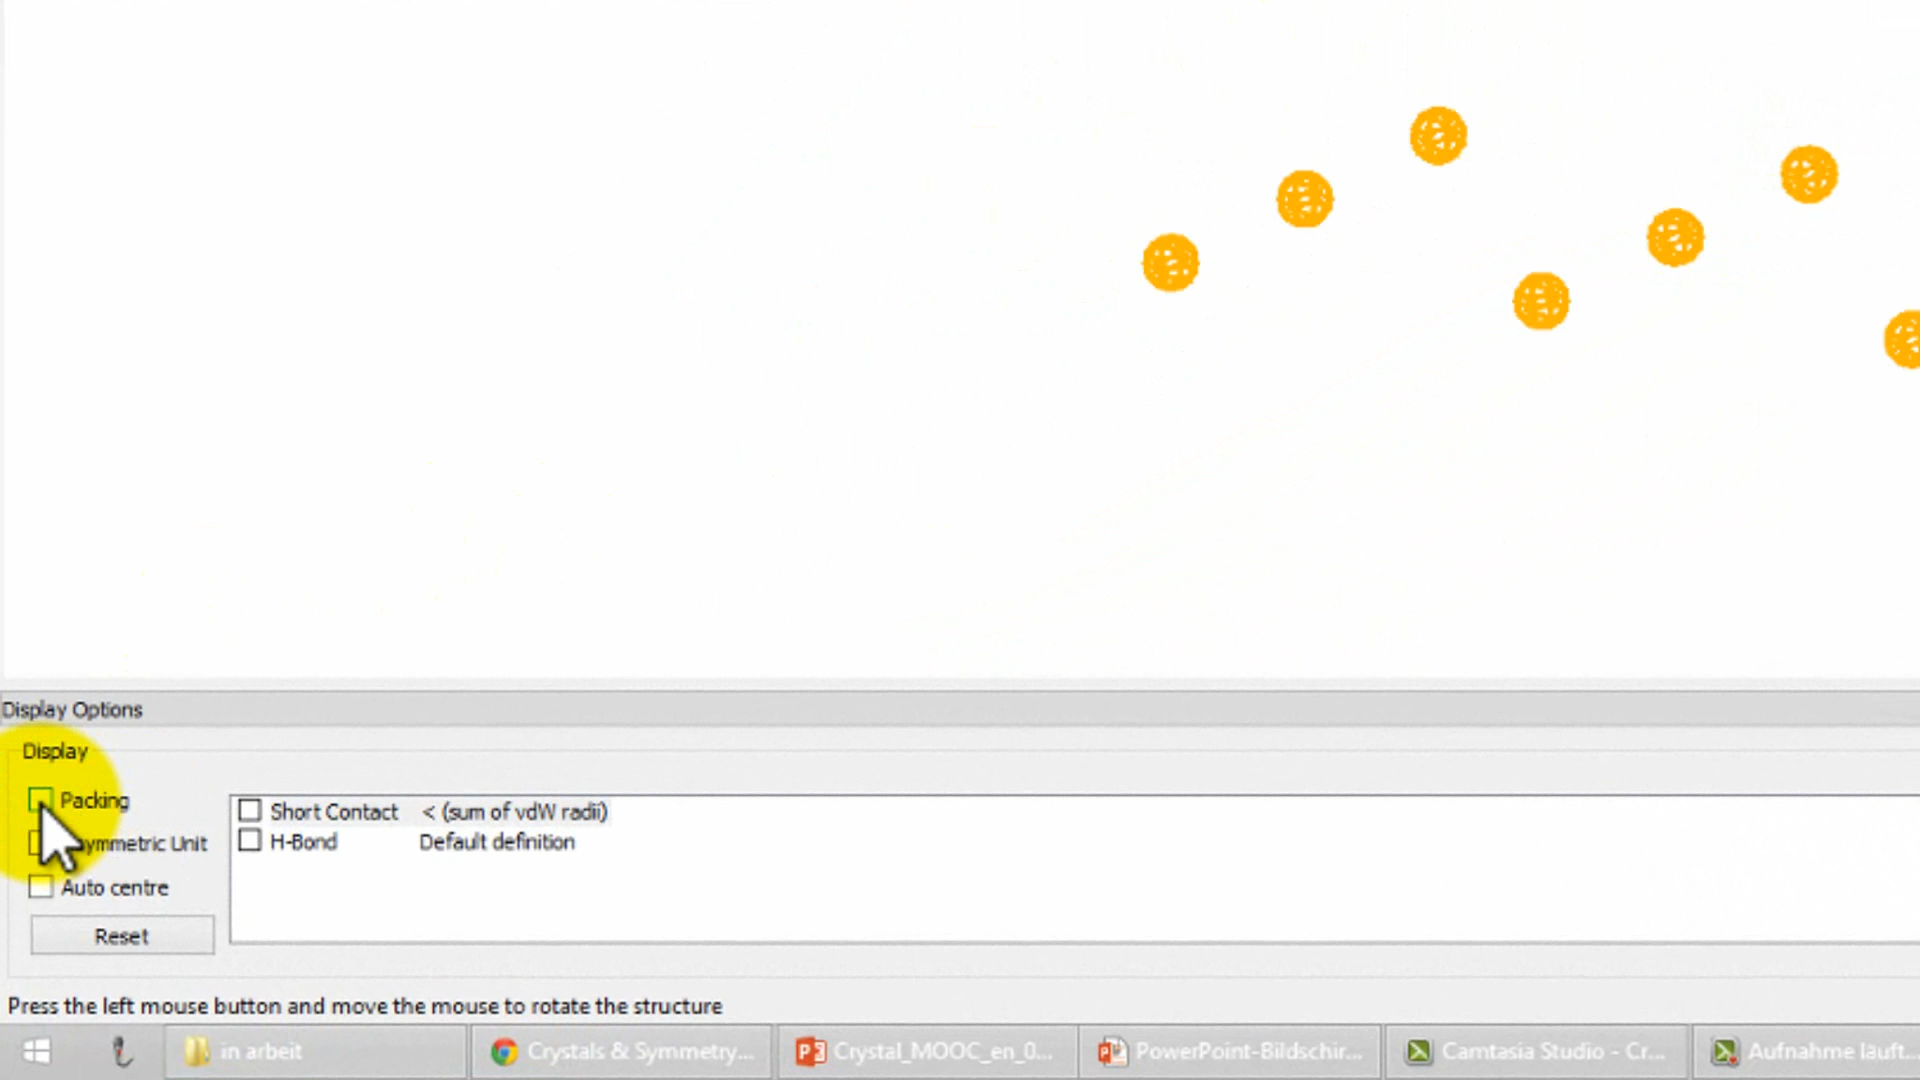 Display Options
Display
Packing
Short Contact < (sum of vdW radii)
ymmetric Unit
H-Bond Default definition
Auto centre
Reset
Press the left mouse button and move the mouse to rotate the structure
in arbeit
Crystals & Symmetry...
Crystal_MOOC_en_0...
PowerPoint-Bildschir...
Camtasia Studio - Cr...
Aufnahme läuft...